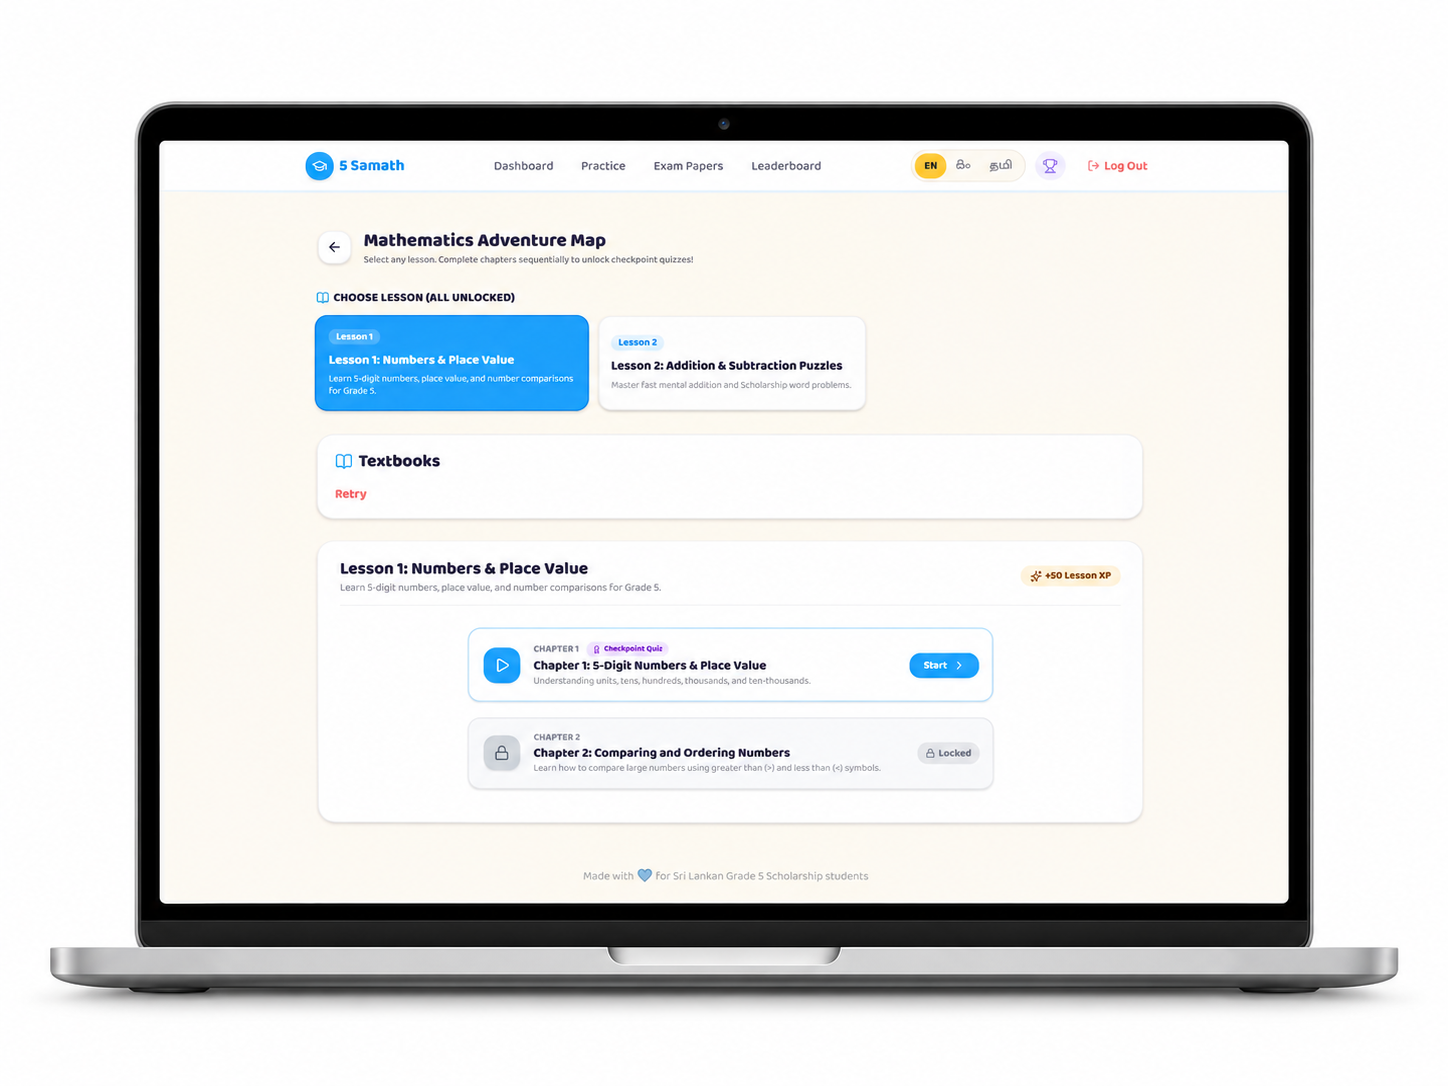 5 Samath
Dashboard
Practice
Exam Papers
Leaderboard
EN
සිං
தமி
Log Out
Mathematics Adventure Map
Select any lesson. Complete chapters sequentially to unlock checkpoint quizzes!
CHOOSE LESSON (ALL UNLOCKED)
Lesson 1
Lesson 1: Numbers & Place Value
Learn 5-digit numbers, place value, and number comparisons
for Grade 5.
Lesson 2
Lesson 2: Addition & Subtraction Puzzles
Master fast mental addition and Scholarship word problems.
Textbooks
Retry
Lesson 1: Numbers & Place Value
Learn 5-digit numbers, place value, and number comparisons for Grade 5.
+50 Lesson XP
CHAPTER 1
Checkpoint Quiz
Chapter 1: 5-Digit Numbers & Place Value
Understanding units, tens, hundreds, thousands, and ten-thousands.
Start
CHAPTER 2
Chapter 2: Comparing and Ordering Numbers
Learn how to compare large numbers using greater than (>) and less than (<) symbols.
Locked
Made with 💙 for Sri Lankan Grade 5 Scholarship students